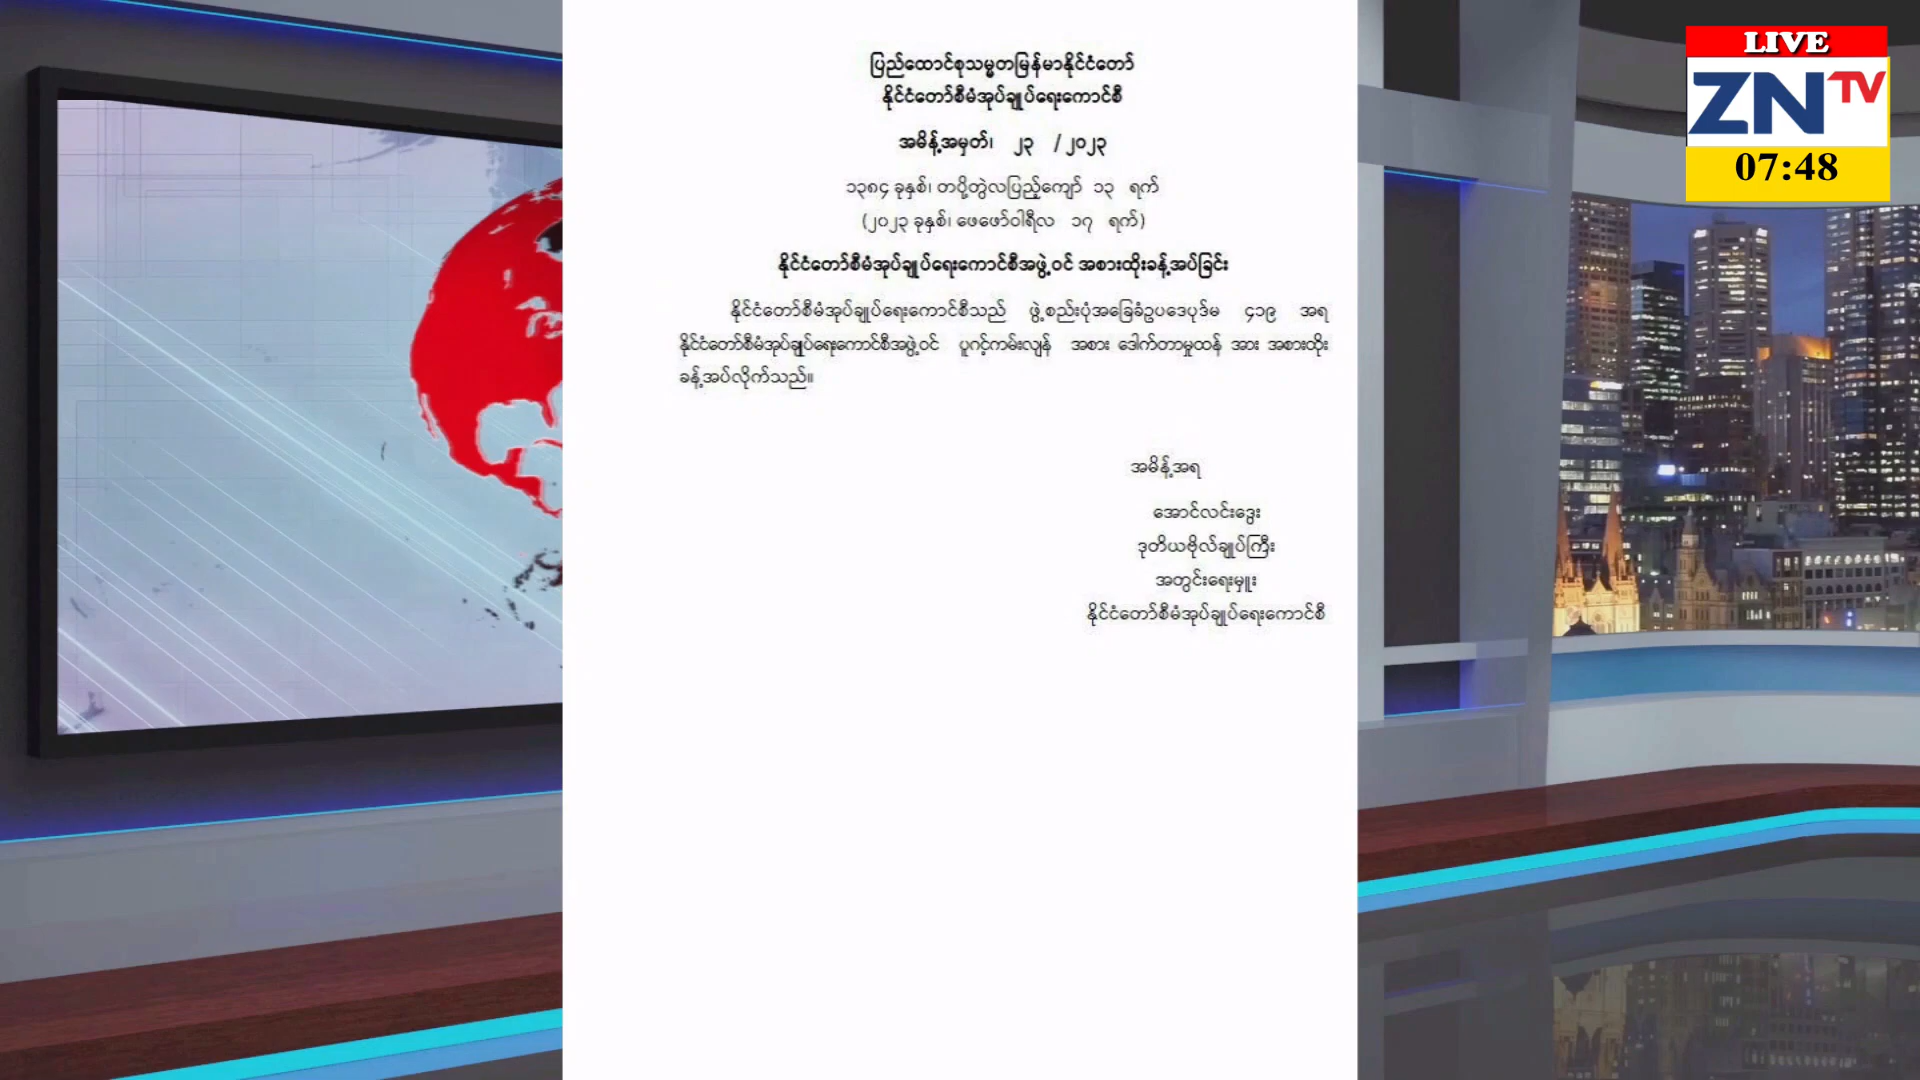 ပြည်ထောင်စုသမ္မတမြန်မာနိုင်ငံတော်
နိုင်ငံတော်စီမံအုပ်ချုပ်ရေးကောင်စီ
အမိန့်အမှတ်၊ ၂၃ / ၂၀၂၃
၁၃၈၄ ခုနှစ်၊ တပို့တွဲလပြည့်ကျော် ၁၃ ရက်
(၂၀၂၃ ခုနှစ်၊ ဖေဖော်ဝါရီလ ၁၇ ရက်)
နိုင်ငံတော်စီမံအုပ်ချုပ်ရေးကောင်စီအဖွဲ့ဝင် အစားထိုးခန့်အပ်ခြင်း
နိုင်ငံတော်စီမံအုပ်ချုပ်ရေးကောင်စီသည် ဖွဲ့စည်းပုံအခြေခံဥပဒေပုဒ်မ ၄၁၉ အရ
နိုင်ငံတော်စီမံအုပ်ချုပ်ရေးကောင်စီအဖွဲ့ဝင် ပူဂင့်ကမ်းလျန် အစား ဒေါက်တာမှုထန် အား အစားထိုး
ခန့်အပ်လိုက်သည်။
အမိန့်အရ
အောင်လင်းဒွေး
ဒုတိယဗိုလ်ချုပ်ကြီး
အတွင်းရေးမှူး
နိုင်ငံတော်စီမံအုပ်ချုပ်ရေးကောင်စီ
LIVE
ZNTV
07:48